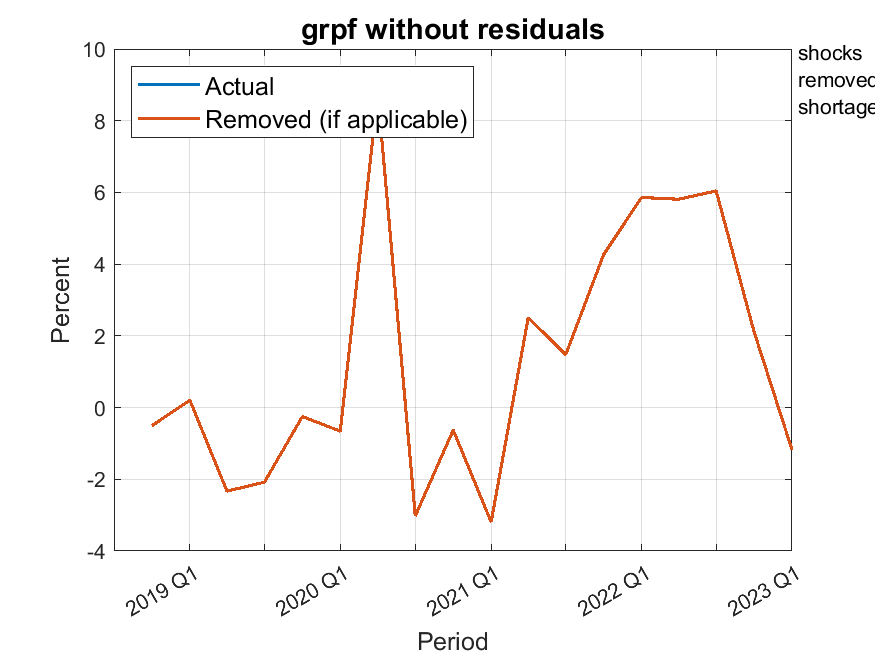 grpf without residuals
shocks
removed
shortage
Actual
Removed (if applicable)
10
8
6
4
2
0
-2
-4
Percent
2019 Q1
2020 Q1
2021 Q1
2022 Q1
2023 Q1
Period